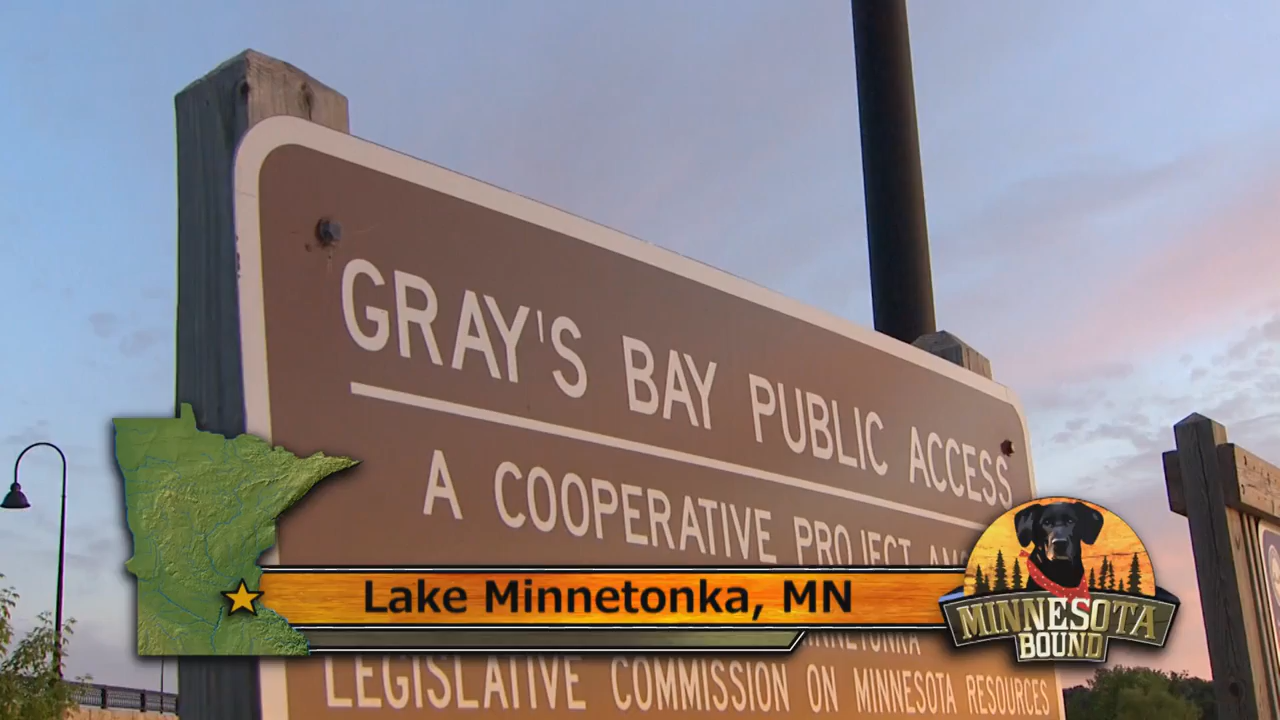 GRAY'S BAY PUBLIC ACCESS
A COOPERATIVE PROJECT
Lake Minnetonka, MN
MINNESOTA
BOUND
LEGISLATIVE COMMISSION ON MINNESOTA RESOURCES